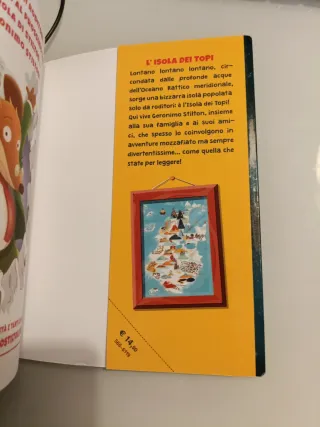 L'ISOLA DEI TOPI
Lontano lontano lontano, cir-
condata dalle profonde acque
dell'Oceano Rattico meridionale,
sorge una bizzarra isola popolata
solo da roditori: è l'Isola dei Topi!
Qui vive Geronimo Stilton, insieme
alla sua famiglia e ai suoi ami-
ci, che spesso lo coinvolgono in
avventure mozzafiato ma sempre
divertentissime... come quella che
state per leggere!
€ 14,50